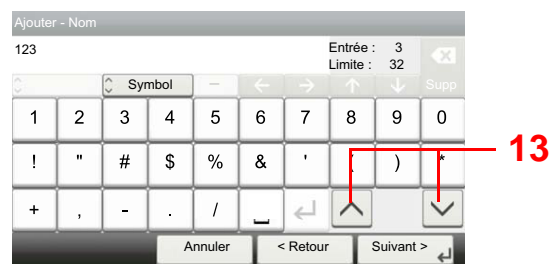 Ajouter - Nom
123
Entrée : 3
Limite : 32
Symbol
Supp
1 2 3 4 5 6 7 8 9 0
! " # $ % & ' ( ) *
+ , - . /
13
Annuler < Retour Suivant >